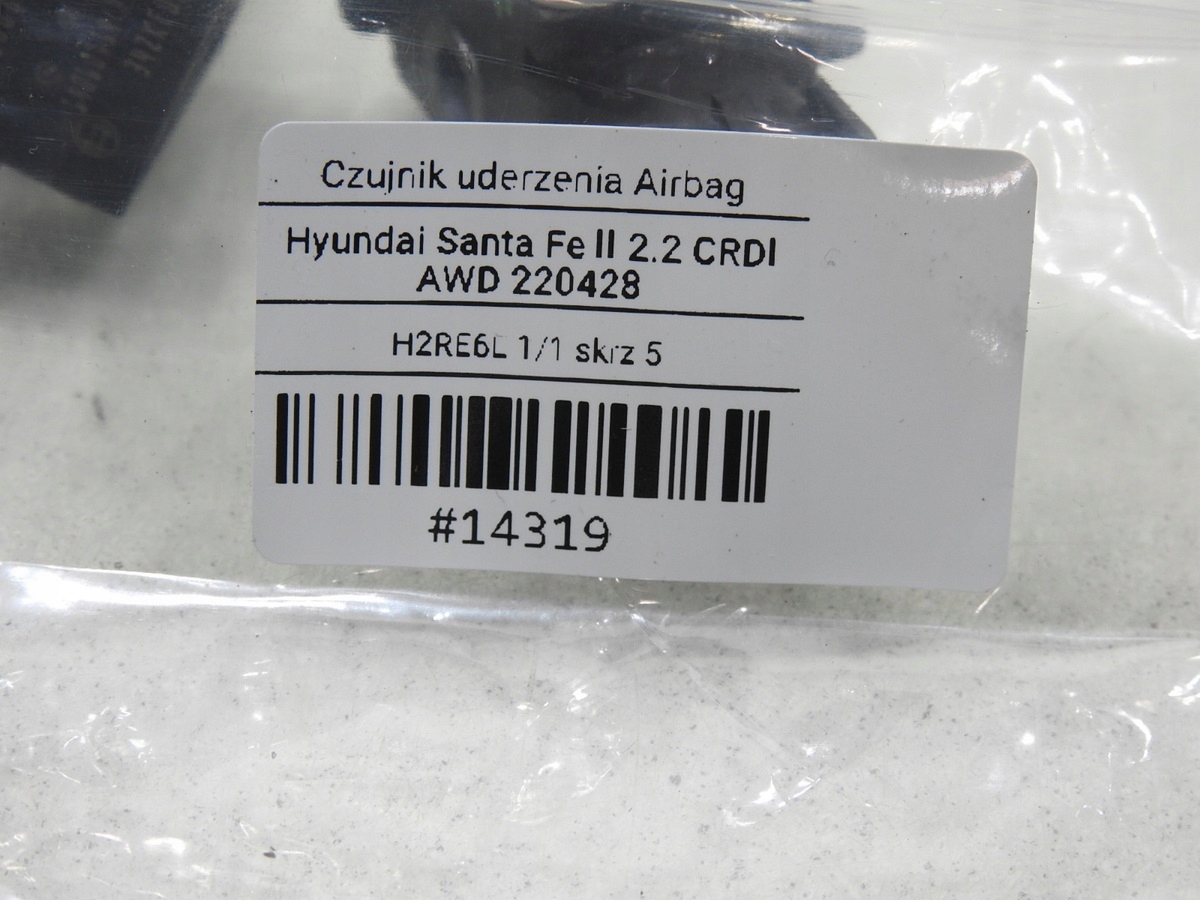 Czujnik uderzenia Airbag
Hyundai Santa Fe II 2.2 CRDI
AWD 220428
H2RE6L 1/1 skrz 5
#14319